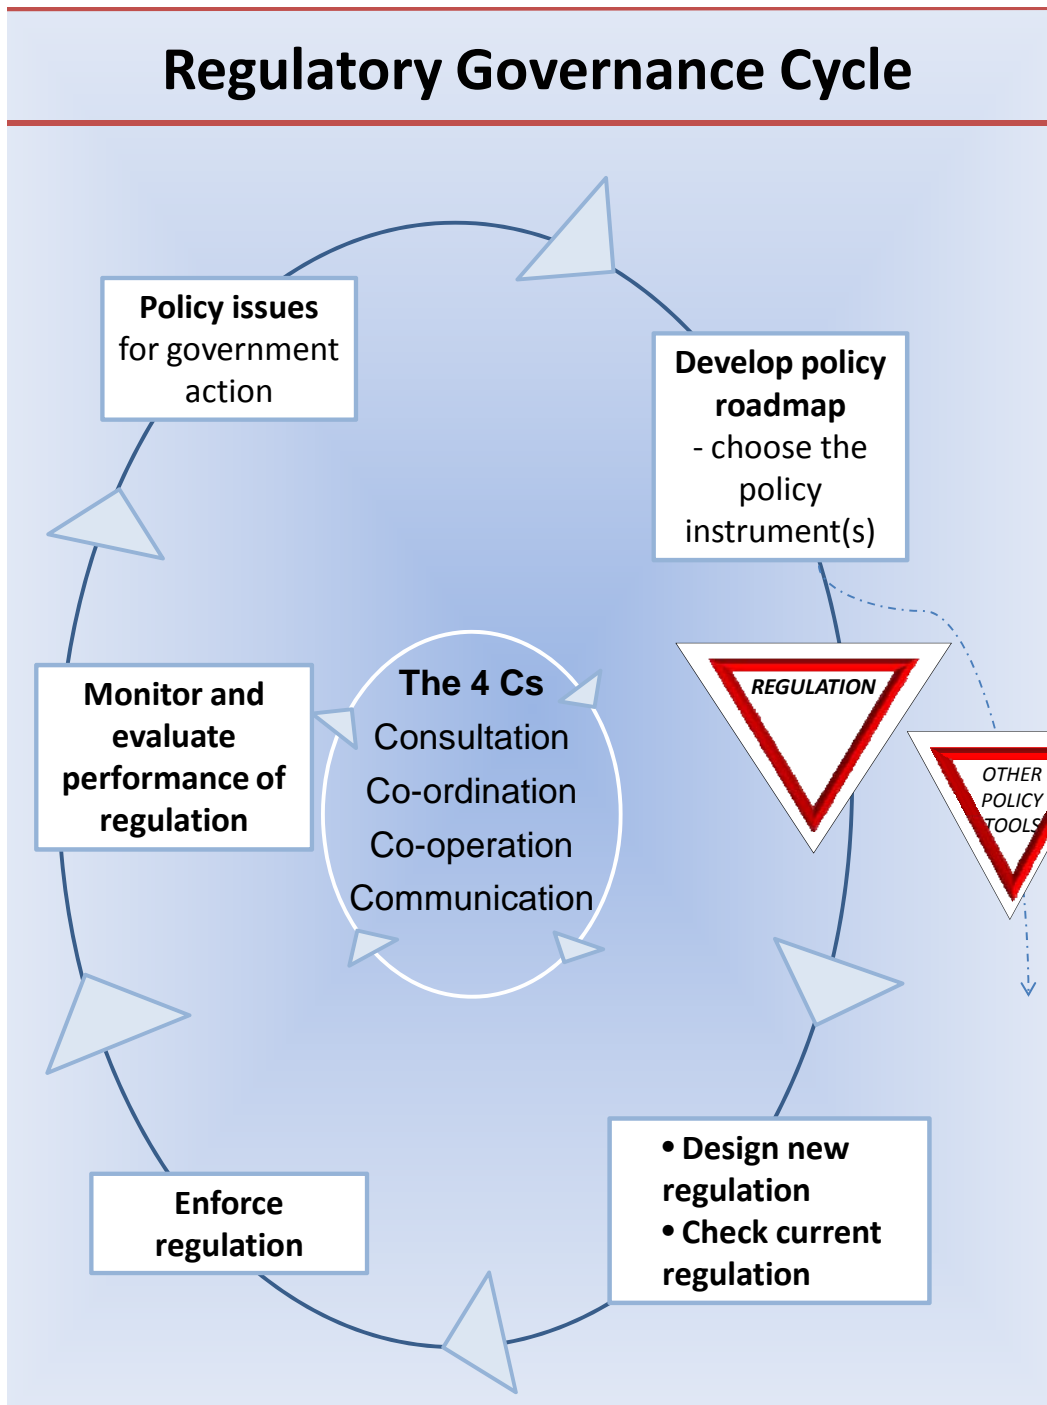 Regulatory Governance Cycle
Policy issues
for government
action
Develop policy
roadmap
- choose the
policy
instrument(s)
REGULATION
OTHER
POLICY
TOOLS
The 4 Cs
Consultation
Co-ordination
Co-operation
Communication
Monitor and
evaluate
performance of
regulation
• Design new
regulation
• Check current
regulation
Enforce
regulation